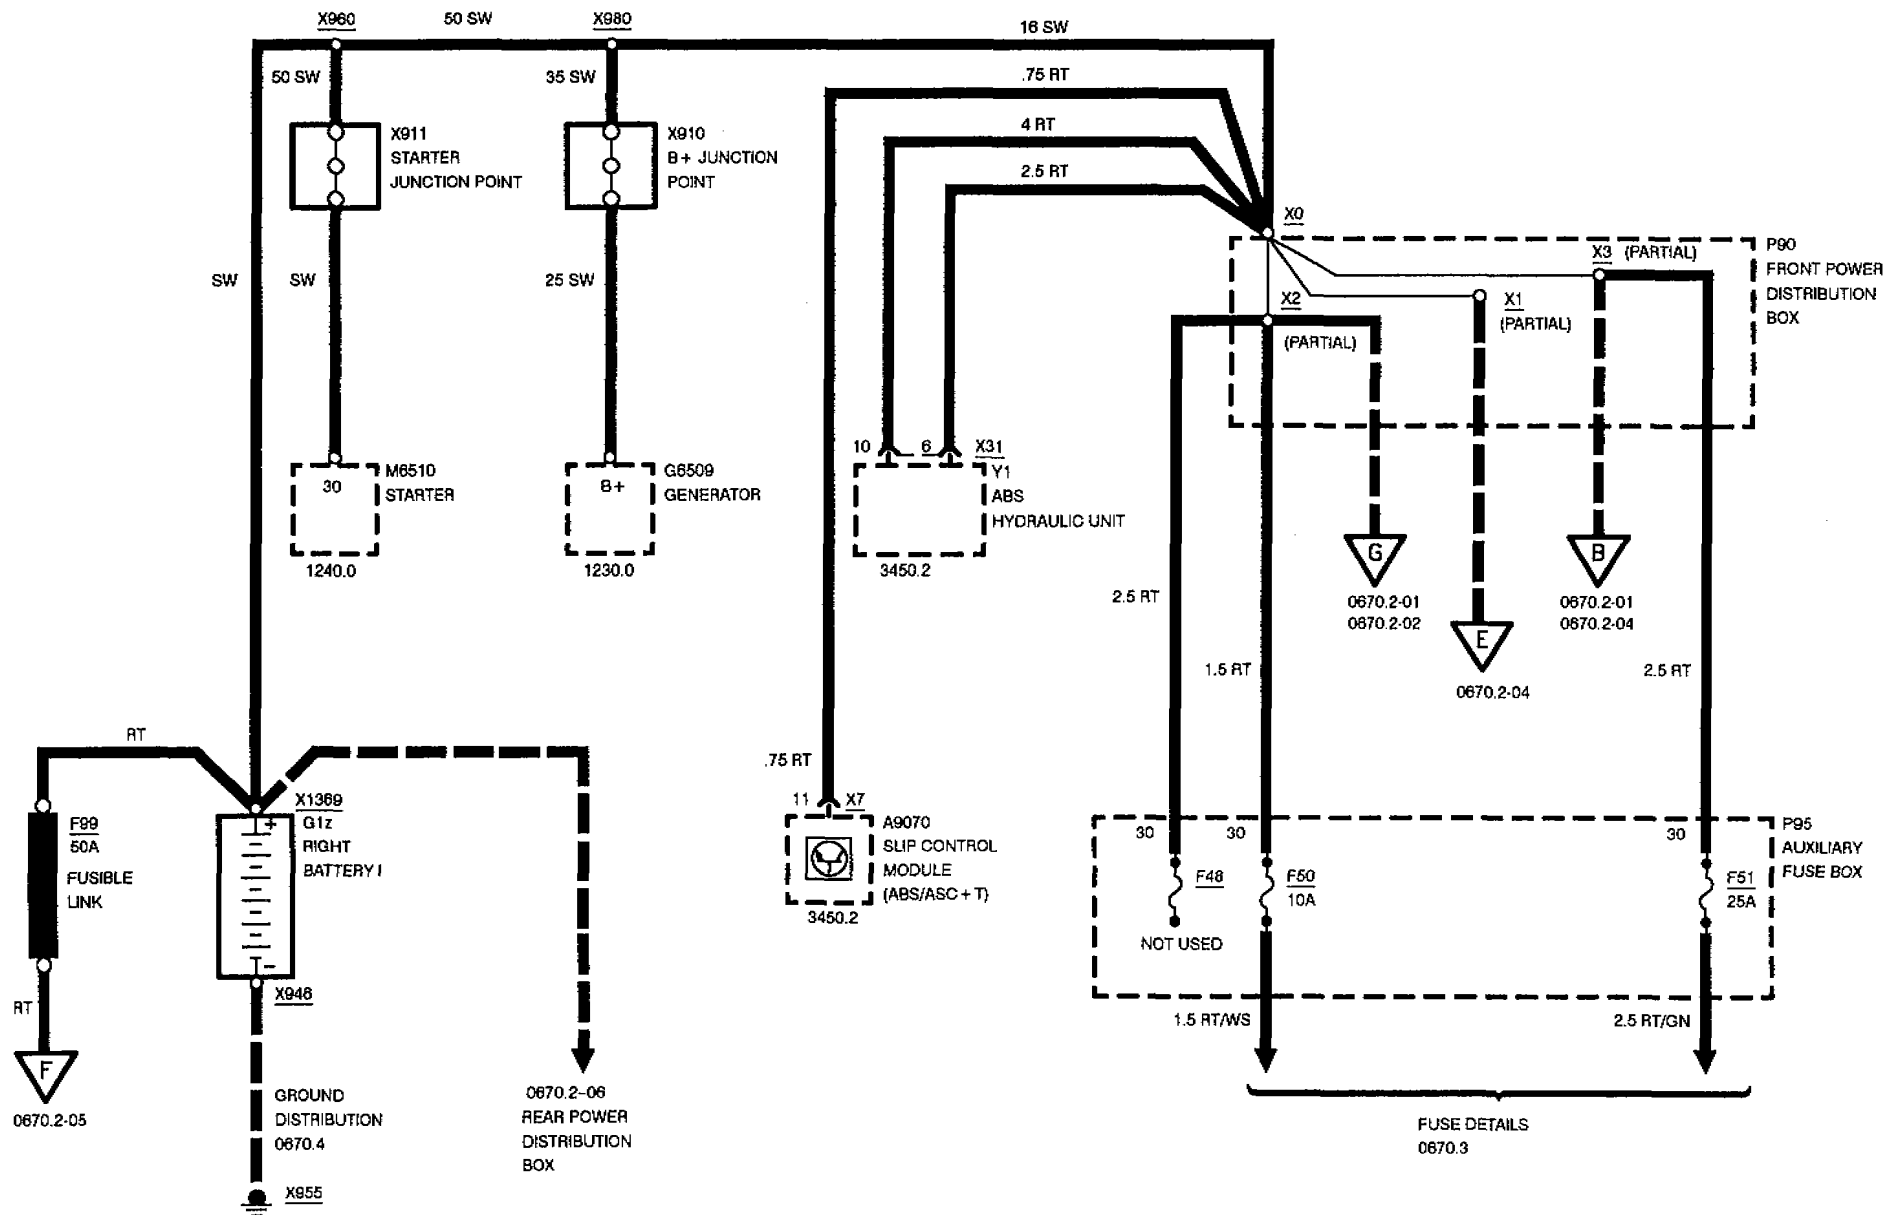 X960
50 SW
X980
16 SW
50 SW
35 SW
.75 RT
X911
STARTER
JUNCTION POINT
X910
B+ JUNCTION
POINT
4 RT
2.5 RT
X0
P90
FRONT POWER
DISTRIBUTION
BOX
X3 (PARTIAL)
X1
(PARTIAL)
X2
(PARTIAL)
SW
SW
25 SW
10
6
X31
Y1
ABS
HYDRAULIC UNIT
3450.2
30
M6510
STARTER
1240.0
B+
G6509
GENERATOR
1230.0
G
0670.2-01
0670.2-02
E
0670.2-04
B
0670.2-01
0670.2-04
2.5 RT
1.5 RT
2.5 RT
RT
.75 RT
X1369
+
G1z
RIGHT
BATTERY I
-
F99
50A
FUSIBLE
LINK
11
X7
A9070
SLIP CONTROL
MODULE
(ABS/ASC+T)
3450.2
30
30
30
P95
AUXILIARY
FUSE BOX
F48
F50
10A
F51
25A
NOT USED
X946
RT
F
0670.2-05
1.5 RT/WS
2.5 RT/GN
GROUND
DISTRIBUTION
0670.4
0670.2-06
REAR POWER
DISTRIBUTION
BOX
FUSE DETAILS
0670.3
X955